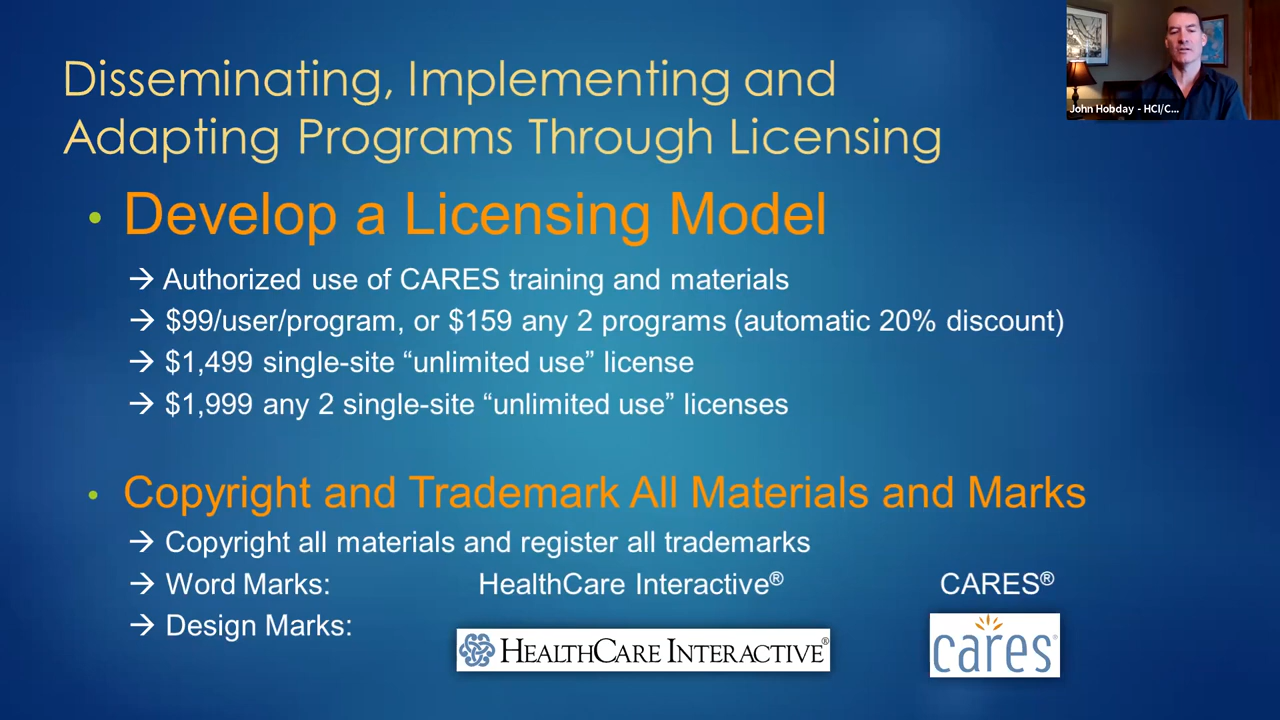 Disseminating, Implementing and
Adapting Programs Through Licensing
John Hobday - HCI/C...
• Develop a Licensing Model
→ Authorized use of CARES training and materials
→ $99/user/program, or $159 any 2 programs (automatic 20% discount)
→ $1,499 single-site “unlimited use” license
→ $1,999 any 2 single-site “unlimited use” licenses
• Copyright and Trademark All Materials and Marks
→ Copyright all materials and register all trademarks
→ Word Marks: HealthCare Interactive® CARES®
→ Design Marks:
HEALTHCARE INTERACTIVE® cares®